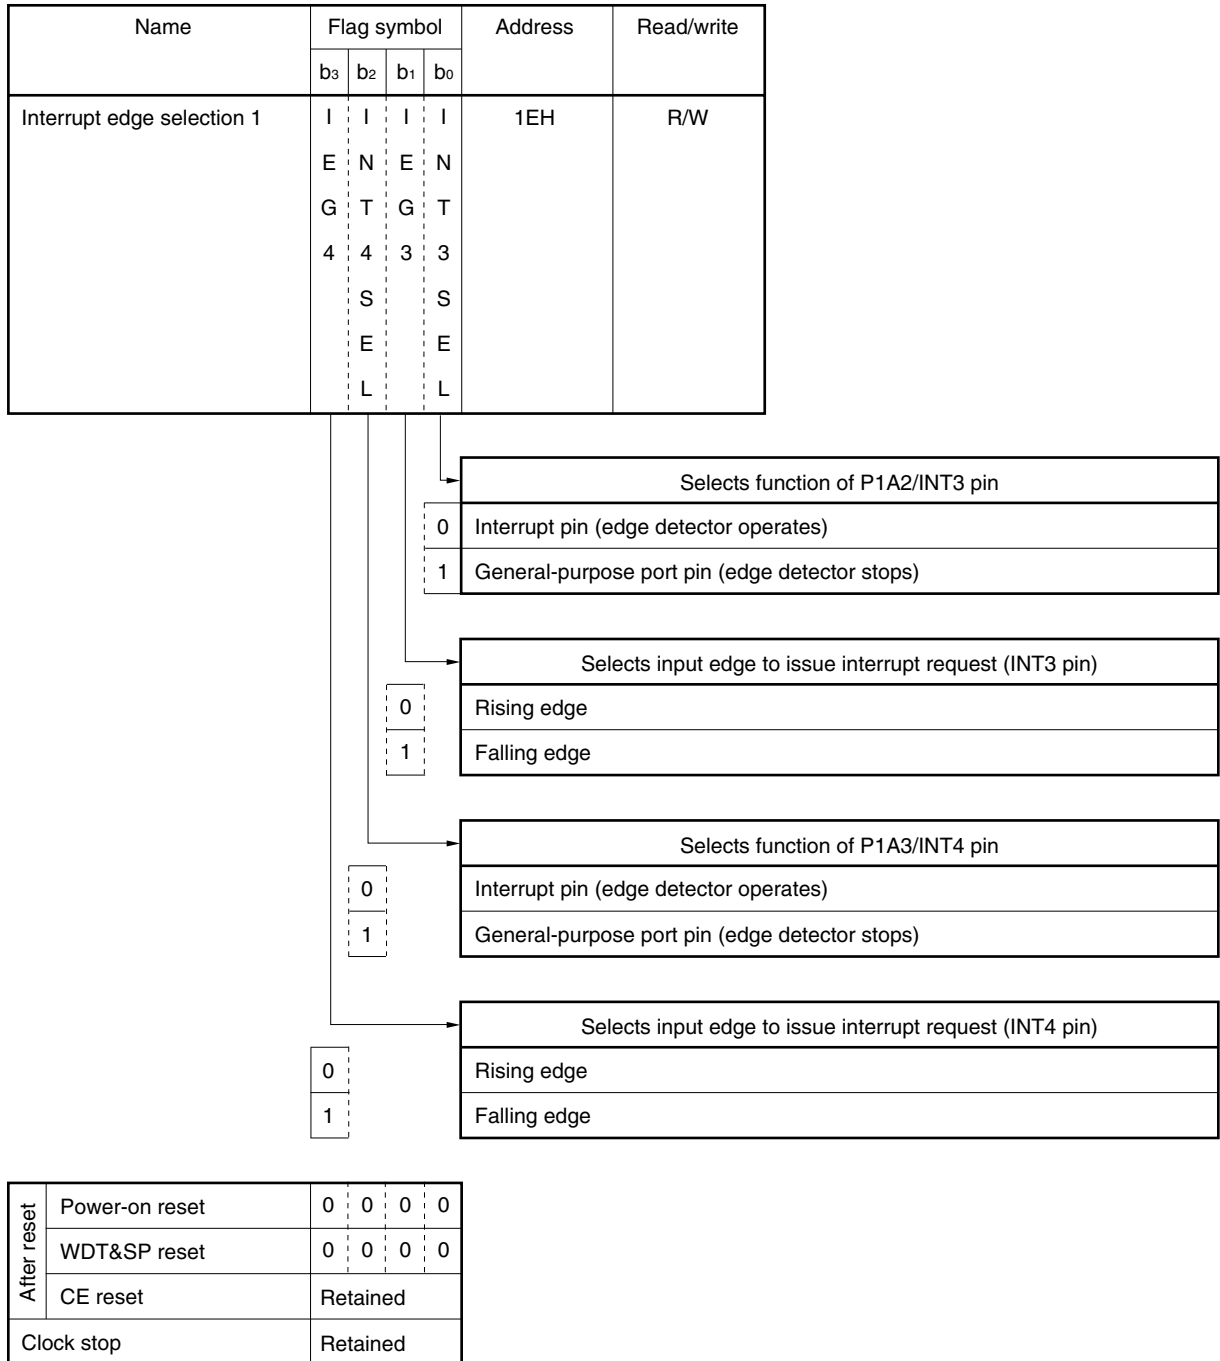 Name Flag symbol Address Read/write
b3 b2 b1 b0
Interrupt edge selection 1 I I I I 1EH R/W
E N E N
G T G T
4 4 3 3
S S
E E
L L
Selects function of P1A2/INT3 pin
0 Interrupt pin (edge detector operates)
1 General-purpose port pin (edge detector stops)
Selects input edge to issue interrupt request (INT3 pin)
0 Rising edge
1 Falling edge
Selects function of P1A3/INT4 pin
0 Interrupt pin (edge detector operates)
1 General-purpose port pin (edge detector stops)
Selects input edge to issue interrupt request (INT4 pin)
0 Rising edge
1 Falling edge
After reset
Power-on reset 0 0 0 0
WDT&SP reset 0 0 0 0
CE reset Retained
Clock stop Retained